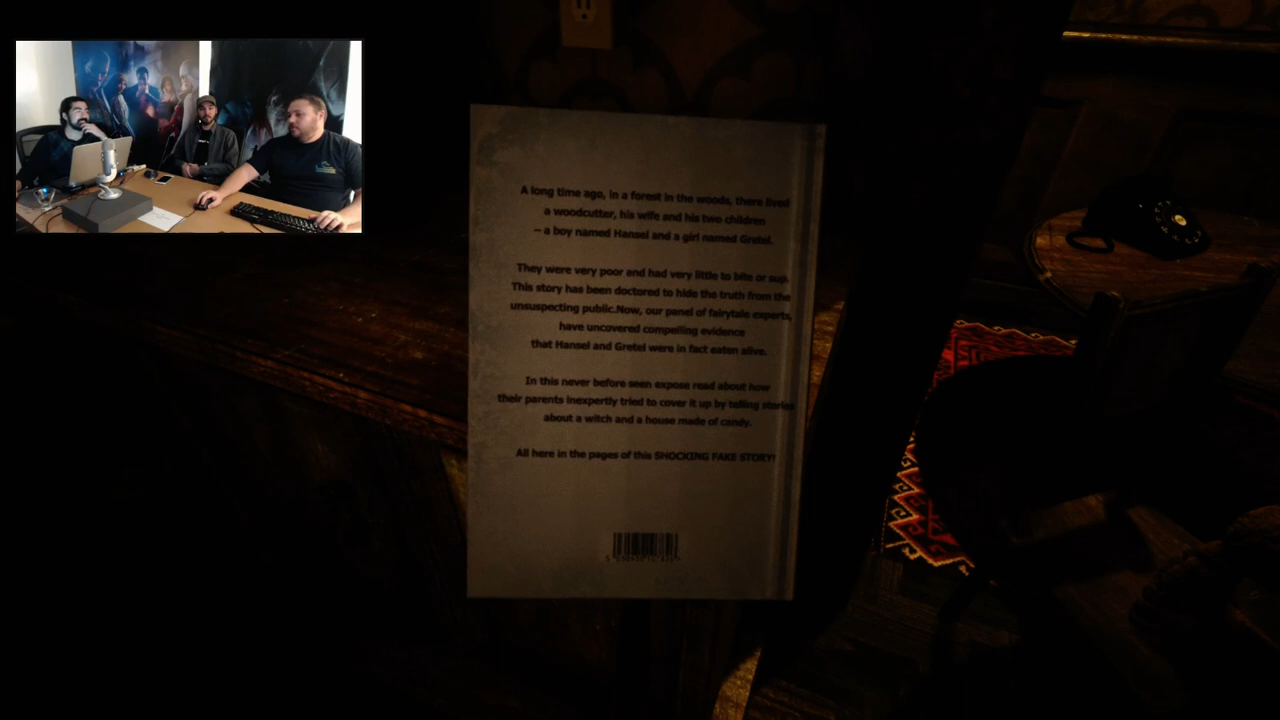 A long time ago, in a forest in the woods, there lived
a woodcutter, his wife and his two children
– a boy named Hansel and a girl named Gretel.
They were very poor and had very little to bite or sup.
This story has been doctored to hide the truth from the
unsuspecting public.Now, our panel of fairytale experts,
have uncovered compelling evidence
that Hansel and Gretel were in fact eaten alive.
In this never before seen expose read about how
their parents inexpertly tried to cover it up by telling stories
about a witch and a house made of candy.
All here in the pages of this SHOCKING FAKE STORY!